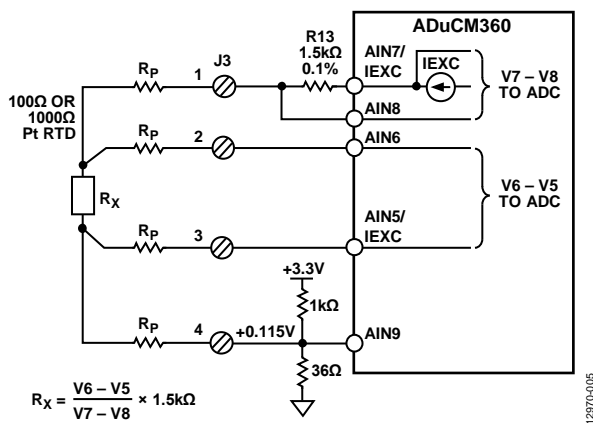 ADuCM360
R13
1.5kΩ
0.1%
J3
RP
1
AIN7/
IEXC
IEXC
V7 – V8
TO ADC
AIN8
100Ω OR
1000Ω
Pt RTD
RP
2
AIN6
RX
V6 – V5
TO ADC
AIN5/
IEXC
RP
3
+3.3V
1kΩ
RP
4
+0.115V
AIN9
36Ω
RX = V6 – V5 / V7 – V8 × 1.5kΩ
12970-005